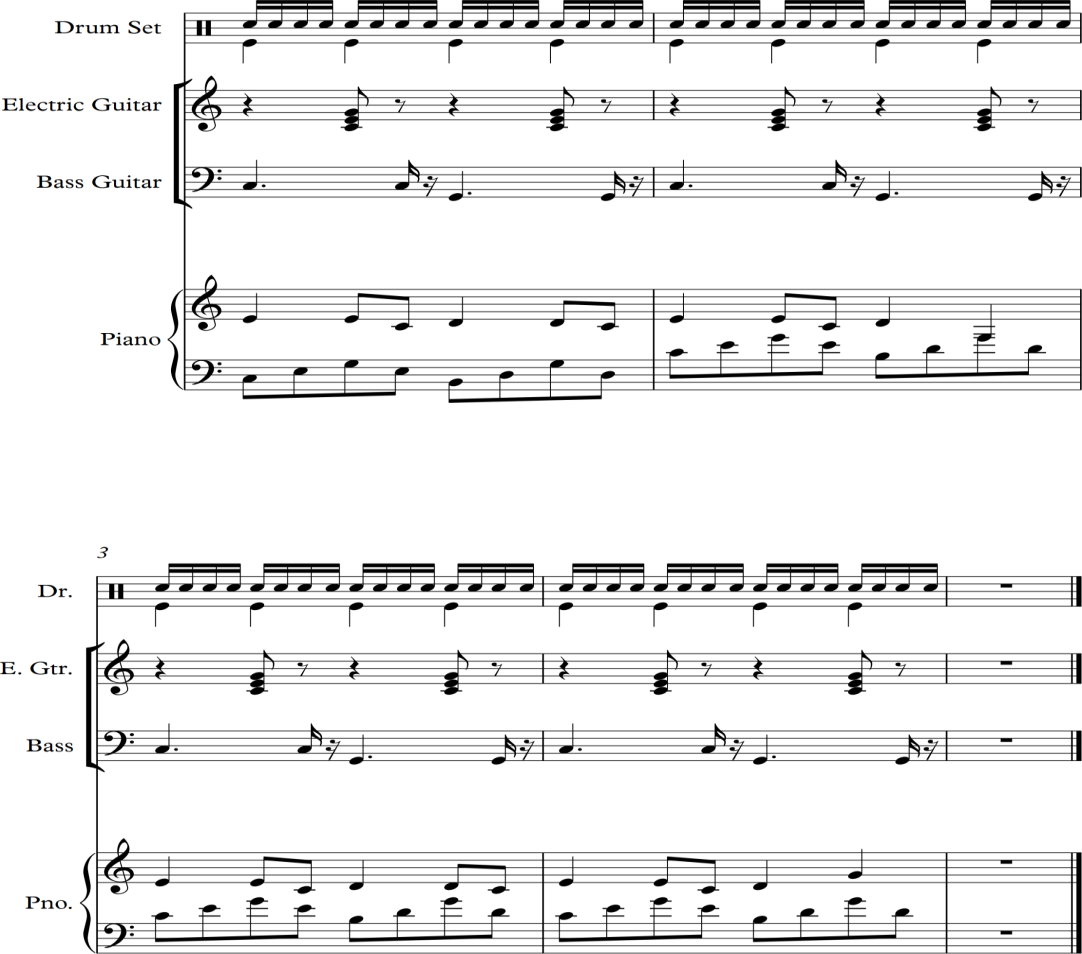 Drum Set
Electric Guitar
Bass Guitar
Piano
3
Dr.
E. Gtr.
Bass
Pno.